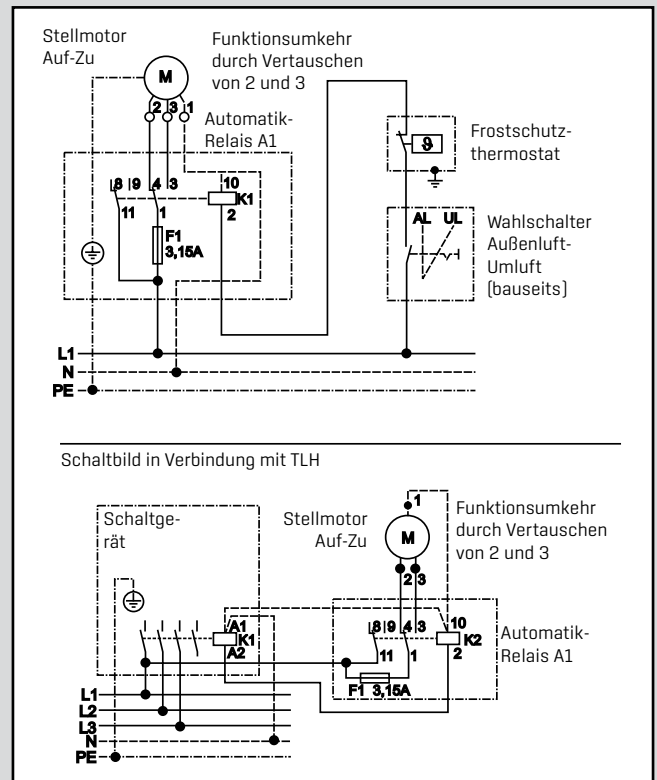 Stellmotor
Auf-Zu
Funktionsumkehr
durch Vertauschen
von 2 und 3
M
2 3 1
Automatik-
Relais A1
8 9 4 3 10
K1
11 1 2
F1
3,15A
ϑ
Frostschutz-
thermostat
AL UL
Wahlschalter
Außenluft-
Umluft
(bauseits)
L1
N
PE
Schaltbild in Verbindung mit TLH
Schaltge-
rät
Stellmotor
Auf-Zu
1
M
2 3
Funktionsumkehr
durch Vertauschen
von 2 und 3
A1
K1
A2
8 9 4 3 10
K2
11 1 2
F1 3,15A
Automatik-
Relais A1
L1
L2
L3
N
PE